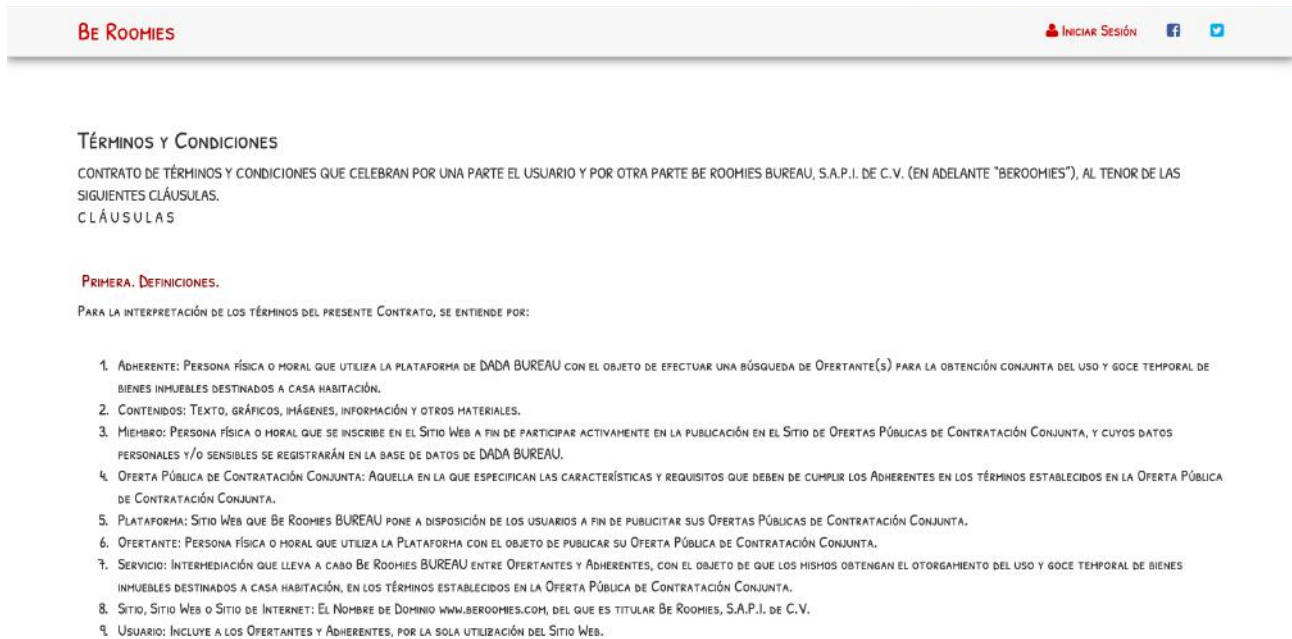 Be Roomies
Iniciar Sesión
Términos y Condiciones
CONTRATO DE TÉRMINOS Y CONDICIONES QUE CELEBRAN POR UNA PARTE EL USUARIO Y POR OTRA PARTE BE ROOMIES BUREAU, S.A.P.I. DE C.V. (EN ADELANTE "BEROOMIES"), AL TENOR DE LAS
SIGUIENTES CLÁUSULAS.
C L Á U S U L A S
Primera. Definiciones.
Para la interpretación de los términos del presente Contrato, se entiende por:
1. Adherente: Persona física o moral que utiliza la plataforma de DADA BUREAU con el objeto de efectuar una búsqueda de Ofertante(s) para la obtención conjunta del uso y goce temporal de
bienes inmuebles destinados a casa habitación.
2. Contenidos: Texto, gráficos, imágenes, información y otros materiales.
3. Miembro: Persona física o moral que se inscribe en el Sitio Web a fin de participar activamente en la publicación en el Sitio de Ofertas Públicas de Contratación Conjunta, y cuyos datos
personales y/o sensibles se registrarán en la base de datos de DADA BUREAU.
4. Oferta Pública de Contratación Conjunta: Aquella en la que especifican las características y requisitos que deben de cumplir los Adherentes en los términos establecidos en la Oferta Pública
de Contratación Conjunta.
5. Plataforma: Sitio Web que Be Roomies BUREAU pone a disposición de los usuarios a fin de publicitar sus Ofertas Públicas de Contratación Conjunta.
6. Ofertante: Persona física o moral que utiliza la Plataforma con el objeto de publicar su Oferta Pública de Contratación Conjunta.
7. Servicio: Intermediación que lleva a cabo Be Roomies BUREAU entre Ofertantes y Adherentes, con el objeto de que los mismos obtengan el otorgamiento del uso y goce temporal de bienes
inmuebles destinados a casa habitación, en los términos establecidos en la Oferta Pública de Contratación Conjunta.
8. Sitio, Sitio Web o Sitio de Internet: El Nombre de Dominio www.beroomies.com, del que es titular Be Roomies, S.A.P.I. de C.V.
9. Usuario: Incluye a los Ofertantes y Adherentes, por la sola utilización del Sitio Web.